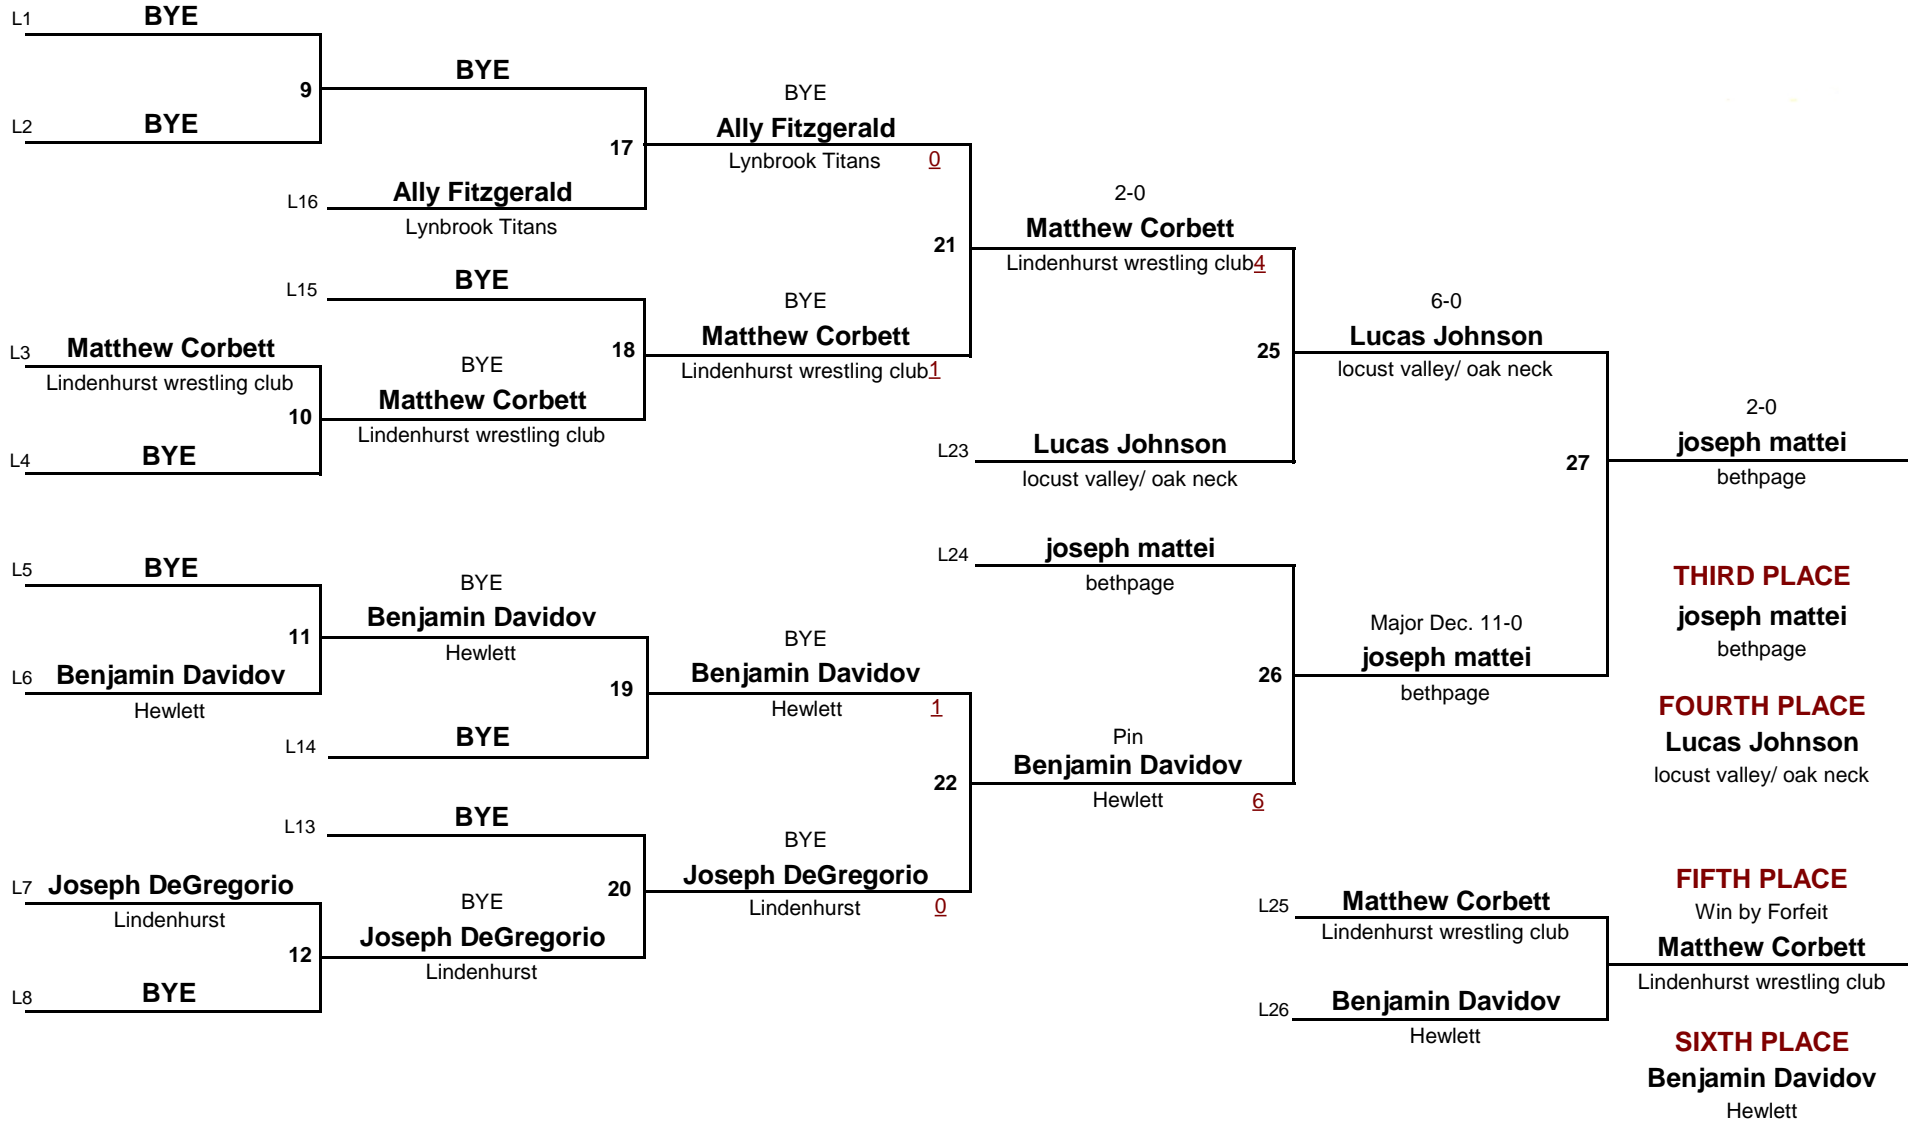 L1 BYE
9
L2 BYE
BYE
17
L16 Ally Fitzgerald
Lynbrook Titans
BYE
Ally Fitzgerald
Lynbrook Titans 0
21
L15 BYE
L3 Matthew Corbett
Lindenhurst wrestling club
10
L4 BYE
BYE
Matthew Corbett
Lindenhurst wrestling club
18
BYE
Matthew Corbett
Lindenhurst wrestling club1
2-0
Matthew Corbett
Lindenhurst wrestling club4
25
L23 Lucas Johnson
locust valley/ oak neck
6-0
Lucas Johnson
locust valley/ oak neck
27
2-0
joseph mattei
bethpage
L5 BYE
11
L6 Benjamin Davidov
Hewlett
BYE
Benjamin Davidov
Hewlett
19
L14 BYE
BYE
Benjamin Davidov
Hewlett 1
22
L13 BYE
L7 Joseph DeGregorio
Lindenhurst
12
L8 BYE
BYE
Joseph DeGregorio
Lindenhurst
20
BYE
Joseph DeGregorio
Lindenhurst 0
L24 joseph mattei
bethpage
26
Pin
Benjamin Davidov
Hewlett 6
Major Dec. 11-0
joseph mattei
bethpage
THIRD PLACE
joseph mattei
bethpage
FOURTH PLACE
Lucas Johnson
locust valley/ oak neck
L25 Matthew Corbett
Lindenhurst wrestling club
L26 Benjamin Davidov
Hewlett
FIFTH PLACE
Win by Forfeit
Matthew Corbett
Lindenhurst wrestling club
SIXTH PLACE
Benjamin Davidov
Hewlett